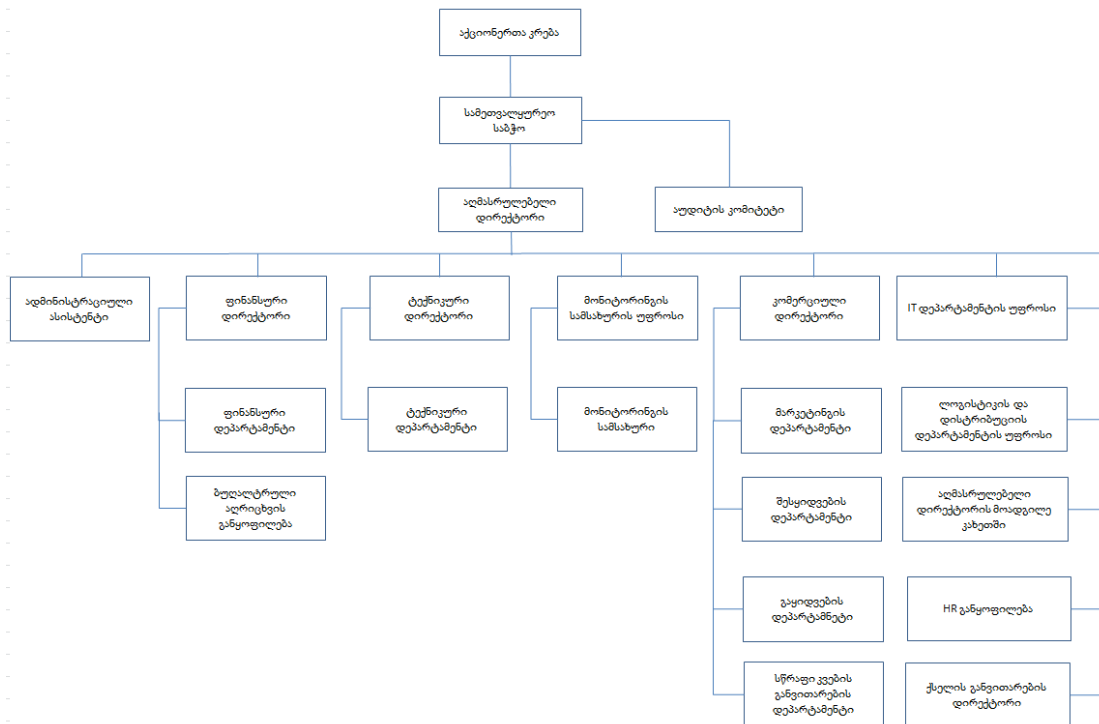 აქციონერთა კრება
სამეთვალყურეო
საბჭო
აღმასრულებელი
დირექტორი
აუდიტის კომიტეტი
ადმინისტრაციული
ასისტენტი
ფინანსური
დირექტორი
ტექნიკური
დირექტორი
მონიტორინგის
სამსახურის უფროსი
კომერციული
დირექტორი
IT დეპარტამენტის უფროსი
ფინანსური
დეპარტამენტი
ტექნიკური
დეპარტამენტი
მონიტორინგის
სამსახური
მარკეტინგის
დეპარტამენტი
ლოგისტიკის და
დისტრიბუციის
დეპარტამენტის უფროსი
ბუღალტრული
აღრიცხვის
განყოფილება
შესყიდვების
დეპარტამენტი
აღმასრულებელი
დირექტორის მოადგილე
კახეთში
გაყიდვების
დეპარტამნეტი
HR განყოფილება
სწრაფი კვების
განვითარების
დეპარტამენტი
ქსელის განვითარების
დირექტორი